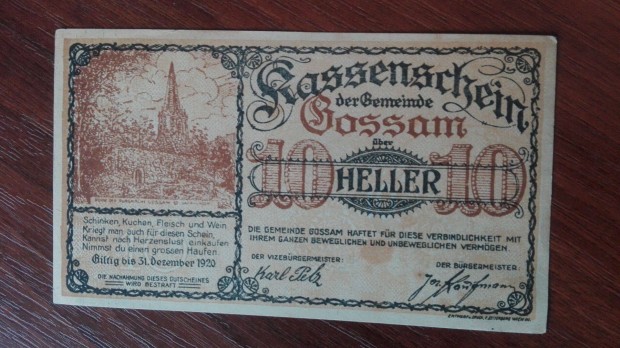 Kassenschein
der Gemeinde
Gossam
über
10 HELLER 10
Schinken, Kuchen, Fleisch und Wein
Kriegt man auch für diesen Schein,
Kannst nach Herzenslust einkaufen
Nimmst du einen grossen Haufen.
Giltig bis 31. Dezember 1920
DIE NACHAHMUNG DIESES GUTSCHEINES
WIRD BESTRAFT
DIE GEMEINDE GOSSAM HAFTET FÜR DIESE VERBINDLICHKEIT MIT
IHREM GANZEN BEWEGLICHEN UND UNBEWEGLICHEN VERMÖGEN.
DER VIZEBÜRGERMEISTER: DER BÜRGERMEISTER:
Karl Pelz